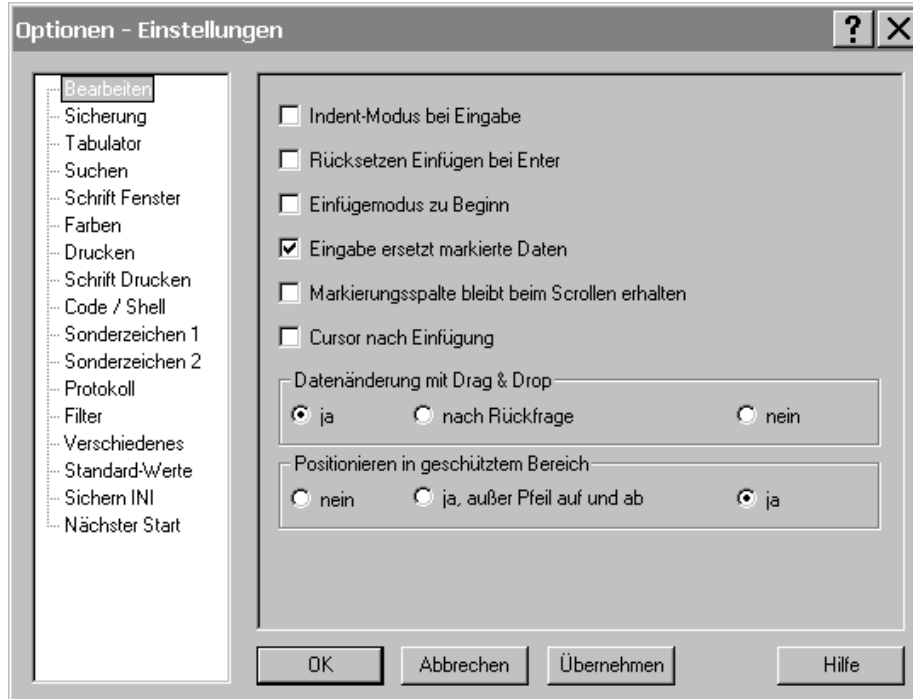 Optionen - Einstellungen
Bearbeiten
Sicherung
Tabulator
Suchen
Schrift Fenster
Farben
Drucken
Schrift Drucken
Code / Shell
Sonderzeichen 1
Sonderzeichen 2
Protokoll
Filter
Verschiedenes
Standard-Werte
Sichern INI
Nächster Start
Indent-Modus bei Eingabe
Rücksetzen Einfügen bei Enter
Einfügemodus zu Beginn
Eingabe ersetzt markierte Daten
Markierungsspalte bleibt beim Scrollen erhalten
Cursor nach Einfügung
Datenänderung mit Drag & Drop
ja nach Rückfrage nein
Positionieren in geschütztem Bereich
nein ja, außer Pfeil auf und ab ja
OK Abbrechen Übernehmen Hilfe